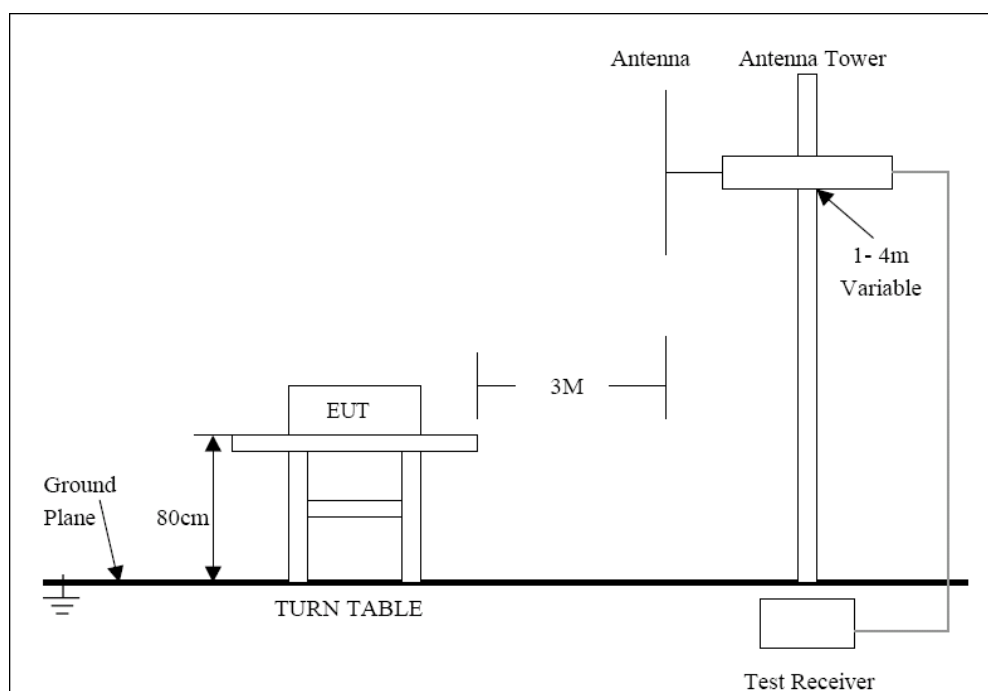 Antenna
Antenna Tower
1- 4m
Variable
3M
EUT
Ground
Plane
80cm
TURN TABLE
Test Receiver